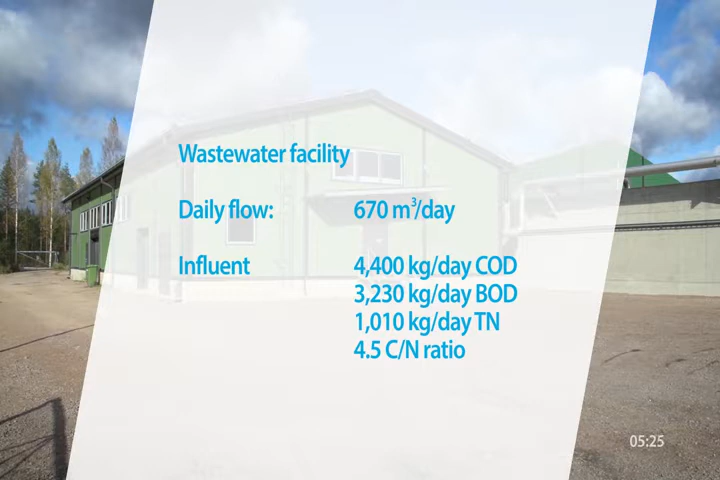 Wastewater facility
Daily flow: 670 m³/day
Influent 4,400 kg/day COD
3,230 kg/day BOD
1,010 kg/day TN
4.5 C/N ratio
05:25